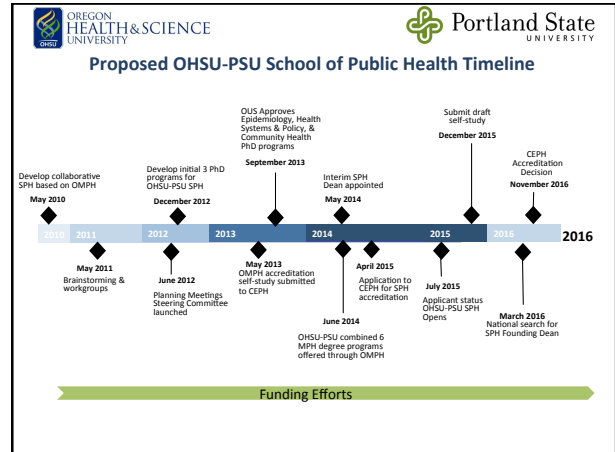 OREGON
HEALTH&SCIENCE
UNIVERSITY
OHSU
Portland State
UNIVERSITY
Proposed OHSU-PSU School of Public Health Timeline
Develop collaborative
SPH based on OMPH
May 2010
Develop initial 3 PhD
programs for
OHSU-PSU SPH
December 2012
OUS Approves
Epidemiology, Health
Systems & Policy, &
Community Health
PhD programs
September 2013
Interim SPH
Dean appointed
May 2014
Submit draft
self-study
December 2015
CEPH
Accreditation
Decision
November 2016
2010
2011
2012
2013
2014
2015
2016
2016
May 2011
Brainstorming &
workgroups
June 2012
Planning Meetings
Steering Committee
launched
May 2013
OMPH accreditation
self-study submitted
to CEPH
June 2014
OHSU-PSU combined 6
MPH degree programs
offered through OMPH
April 2015
Application to
CEPH for SPH
accreditation
July 2015
Applicant status
OHSU-PSU SPH
Opens
March 2016
National search for
SPH Founding Dean
Funding Efforts